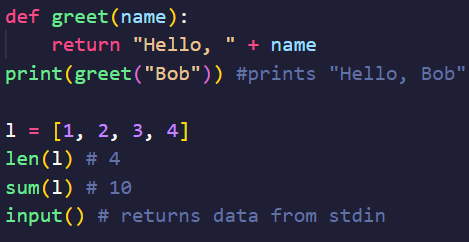 def greet(name):
    return "Hello, " + name
print(greet("Bob")) #prints "Hello, Bob"

l = [1, 2, 3, 4]
len(l) # 4
sum(l) # 10
input() # returns data from stdin